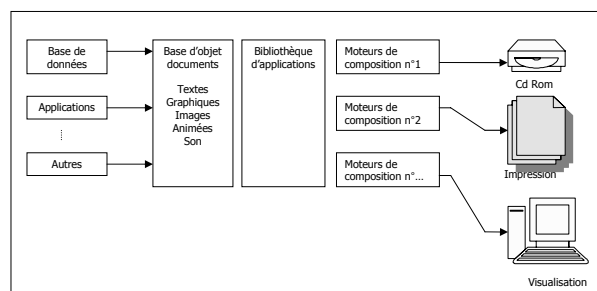 Base de
données
Applications
Autres
Base d'objet
documents
Textes
Graphiques
Images
Animées
Son
Bibliothèque
d'applications
Moteurs de
composition n°1
Moteurs de
composition n°2
Moteurs de
composition n°...
Cd Rom
Impression
Visualisation